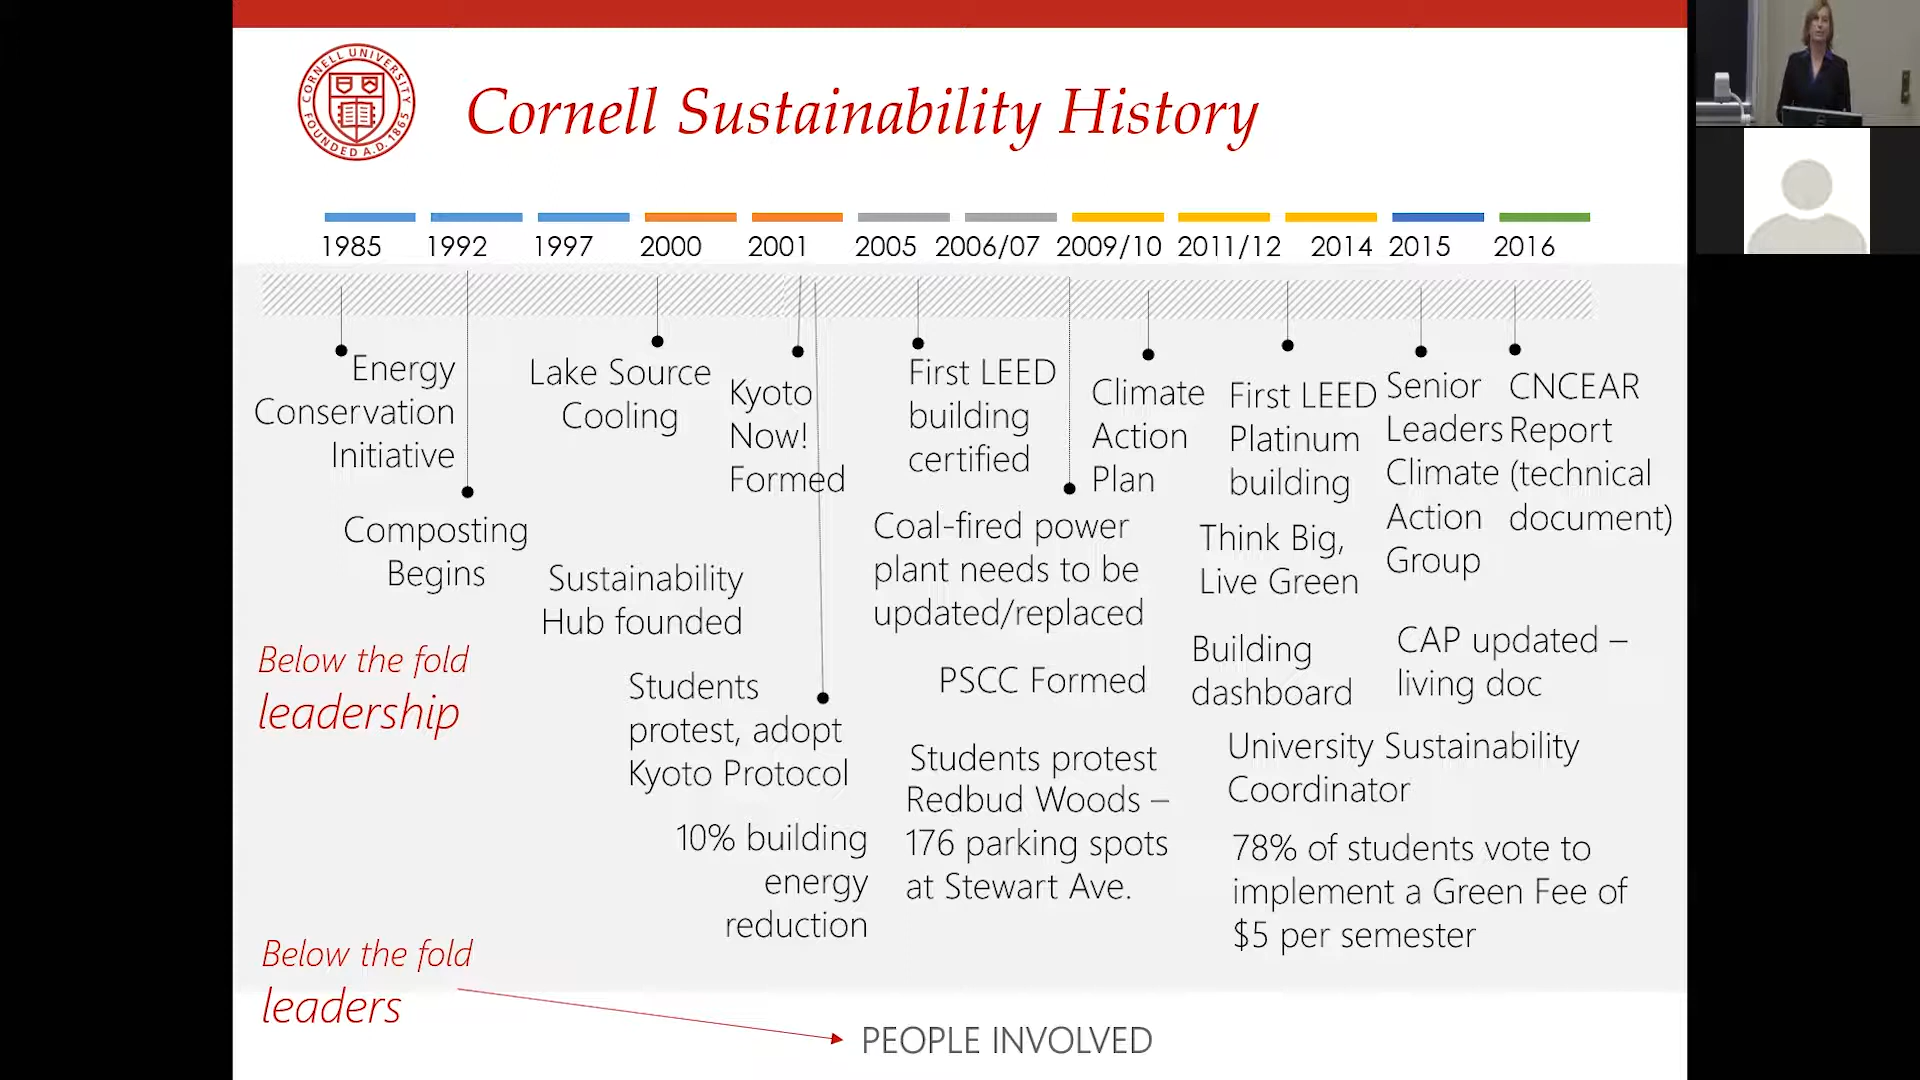 CORNELL UNIVERSITY
FOUNDED A.D. 1865
Cornell Sustainability History
1985 1992 1997 2000 2001 2005 2006/07 2009/10 2011/12 2014 2015 2016
Energy
Conservation
Initiative
Composting
Begins
Lake Source
Cooling
Sustainability
Hub founded
Kyoto
Now!
Formed
Students
protest, adopt
Kyoto Protocol
10% building
energy
reduction
First LEED
building
certified
Coal-fired power
plant needs to be
updated/replaced
PSCC Formed
Students protest
Redbud Woods –
176 parking spots
at Stewart Ave.
Climate
Action
Plan
First LEED
Platinum
building
Think Big,
Live Green
Building
dashboard
Senior
Leaders
Climate
Action
Group
CNCEAR
Report
(technical
document)
CAP updated –
living doc
University Sustainability
Coordinator
78% of students vote to
implement a Green Fee of
$5 per semester
Below the fold
leadership
Below the fold
leaders
PEOPLE INVOLVED